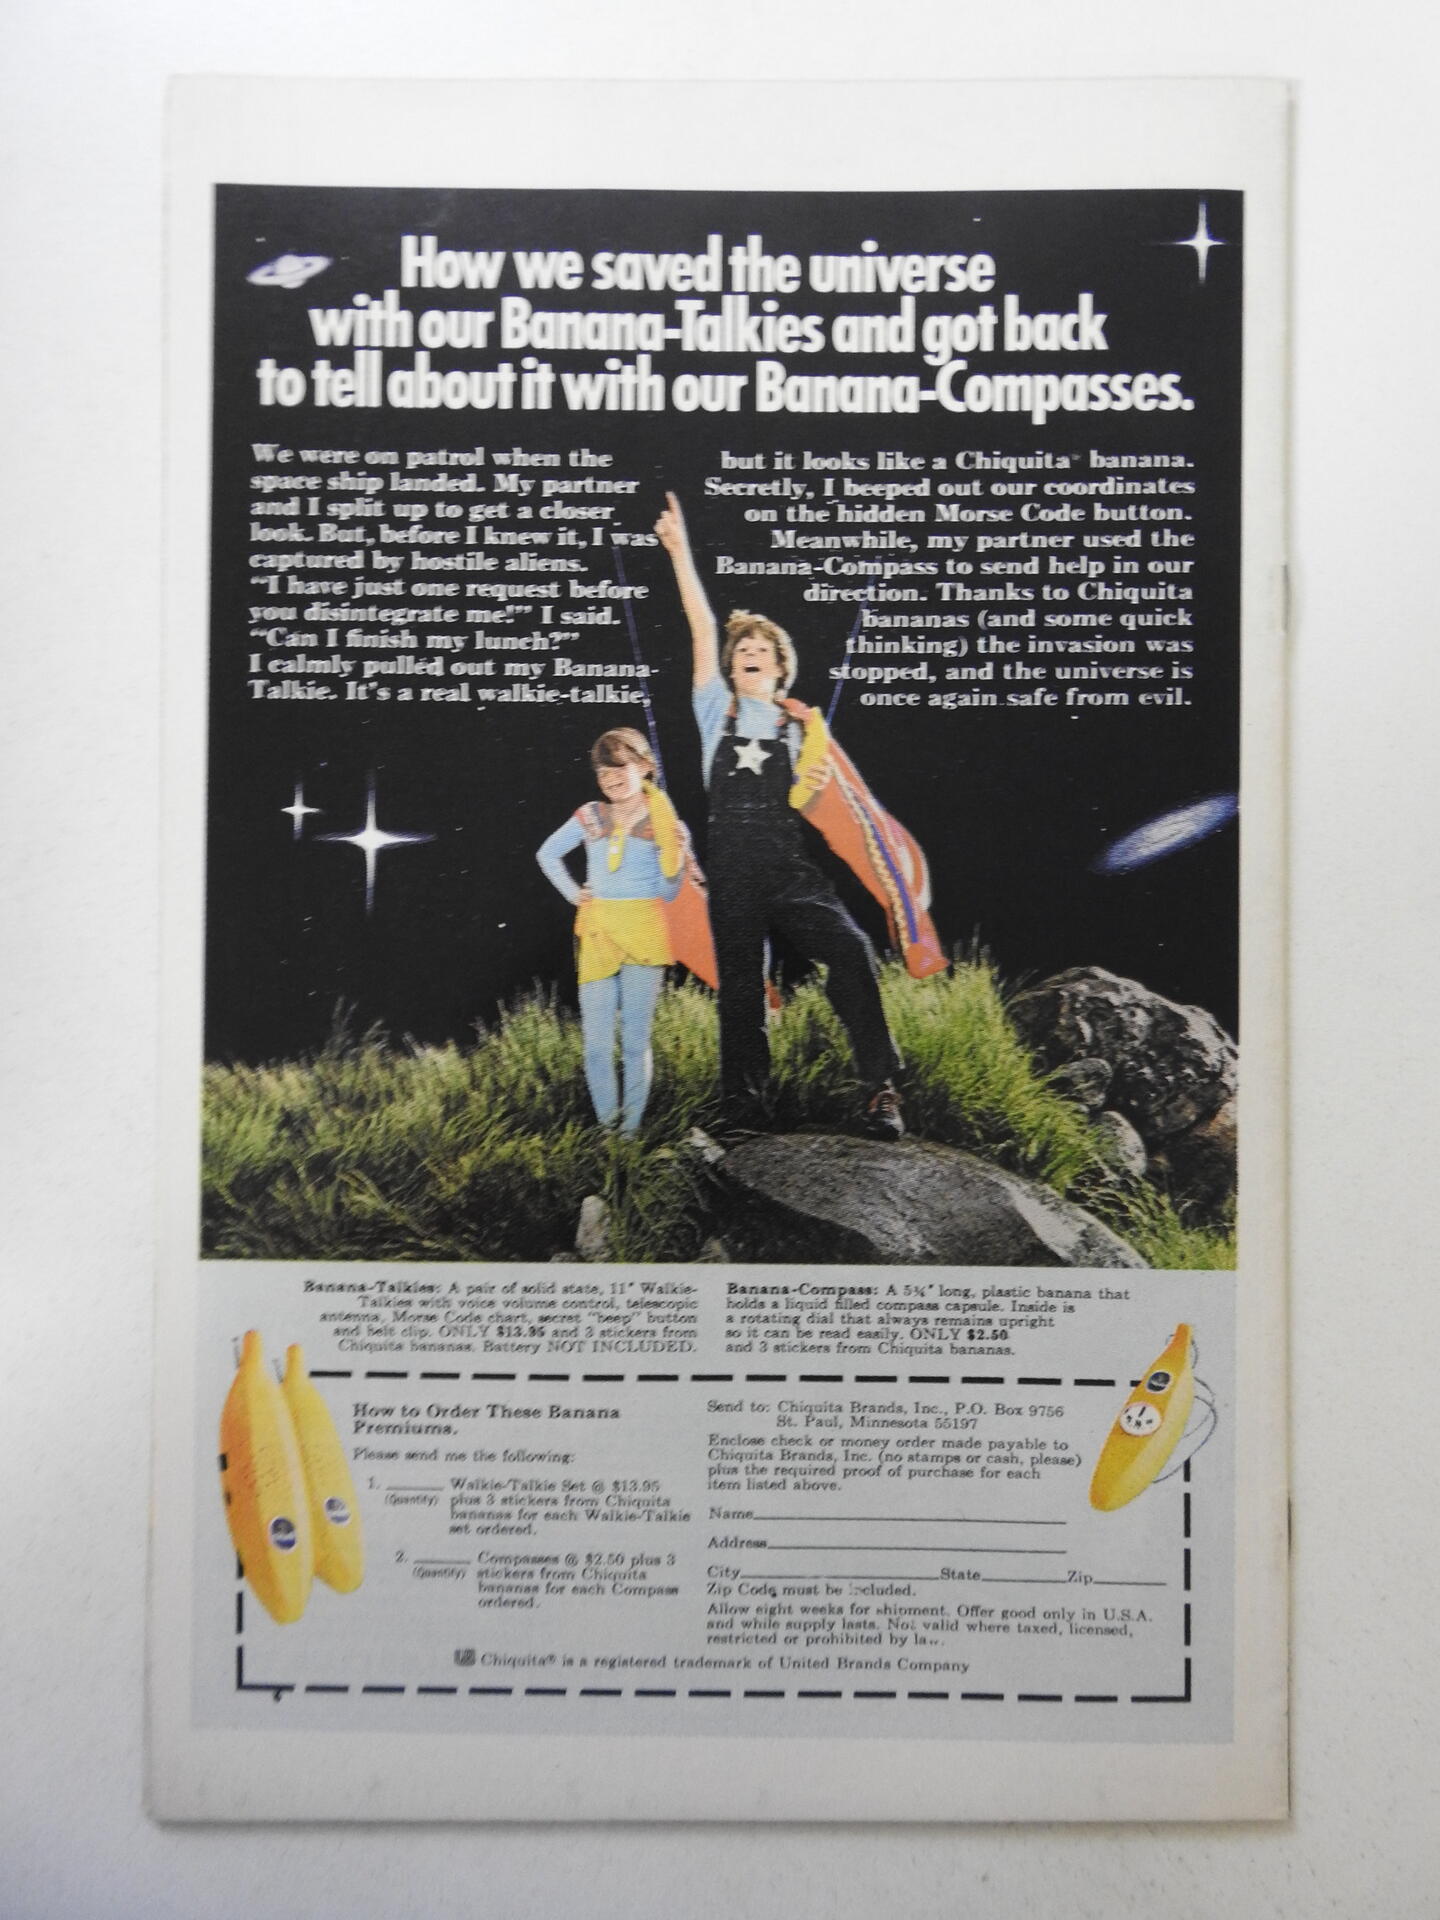 How we saved the universe
with our Banana-Talkies and got back
to tell about it with our Banana-Compasses.
We were on patrol when the
space ship landed. My partner
and I split up to get a closer
look. But, before I knew it, I was
captured by hostile aliens.
“I have just one request before
you disintegrate me!” I said.
“Can I finish my lunch?”
I calmly pulled out my Banana-
Talkie. It's a real walkie-talkie,
but it looks like a Chiquita® banana.
Secretly, I beeped out our coordinates
on the hidden Morse Code button.
Meanwhile, my partner used the
Banana-Compass to send help in our
direction. Thanks to Chiquita
bananas (and some quick
thinking) the invasion was
stopped, and the universe is
once again safe from evil.
Banana-Talkies: A pair of solid state, 11" Walkie-
Talkies with voice volume control, telescopic
antenna, Morse Code chart, secret "beep" button
and belt clip. ONLY $13.95 and 3 stickers from
Chiquita bananas. Battery NOT INCLUDED.
Banana-Compass: A 5¾" long, plastic banana that
holds a liquid filled compass capsule. Inside is
a rotating dial that always remains upright
so it can be read easily. ONLY $2.50
and 3 stickers from Chiquita bananas.
How to Order These Banana
Premiums.
Please send me the following:
1. ______ Walkie-Talkie Set @ $13.95
(Quantity) plus 3 stickers from Chiquita
bananas for each Walkie-Talkie
set ordered.
2. ______ Compasses @ $2.50 plus 3
(Quantity) stickers from Chiquita
bananas for each Compass
ordered.
Send to: Chiquita Brands, Inc., P.O. Box 9756
St. Paul, Minnesota 55197
Enclose check or money order made payable to
Chiquita Brands, Inc. (no stamps or cash, please)
plus the required proof of purchase for each
item listed above.
Name
Address
City State Zip
Zip Code must be included.
Allow eight weeks for shipment. Offer good only in U.S.A.
and while supply lasts. Not valid where taxed, licensed,
restricted or prohibited by law.
Chiquita® is a registered trademark of United Brands Company